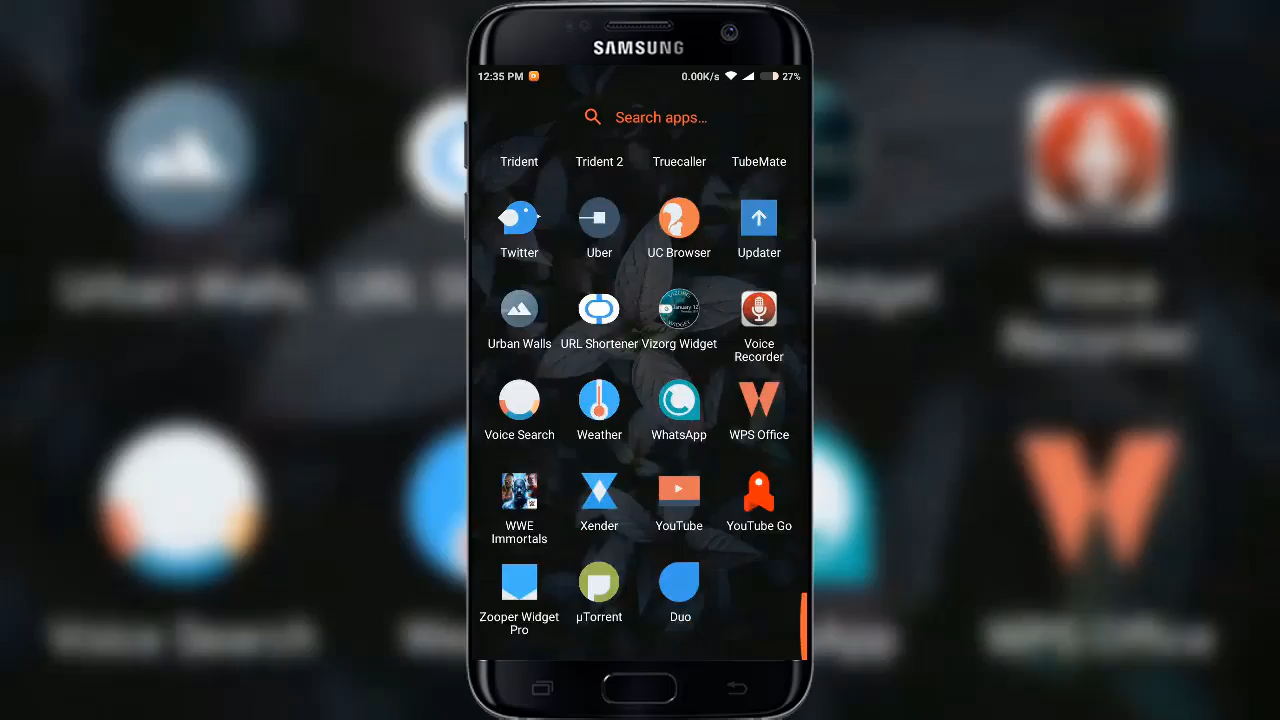 SAMSUNG
12:35 PM 0.00K/s 27%
Search apps...
Trident Trident 2 Truecaller TubeMate
Twitter Uber UC Browser Updater
Urban Walls URL Shortener Vizorg Widget Voice
Recorder
Voice Search Weather WhatsApp WPS Office
WWE Xender YouTube YouTube Go
Immortals
Zooper Widget µTorrent Duo
Pro